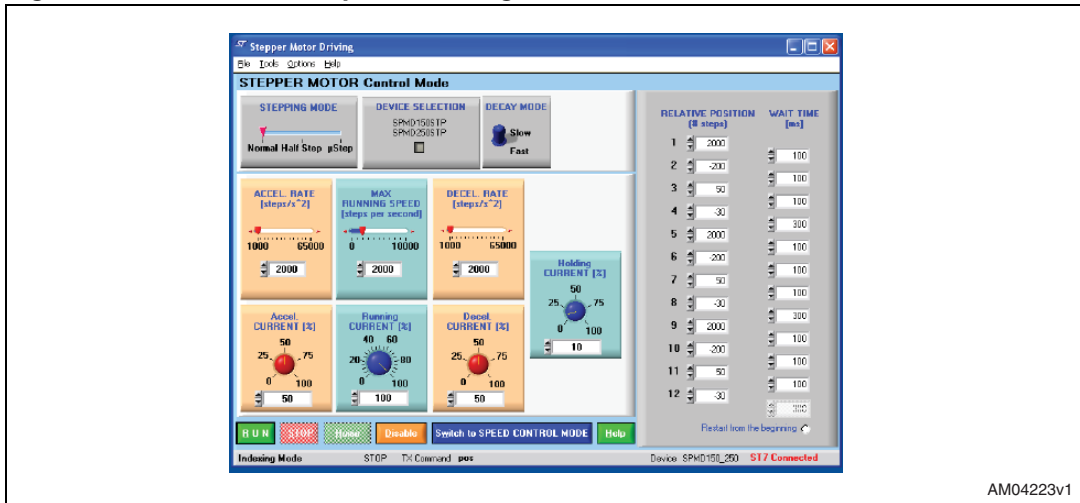 Stepper Motor Driving
File Tools Options Help
STEPPER MOTOR Control Mode
STEPPING MODE
Normal Half Step µStep
DEVICE SELECTION
SPMD150STP
SPMD250STP
DECAY MODE
Slow
Fast
ACCEL. RATE
[steps/s^2]
1000 65000
2000
MAX
RUNNING SPEED
[steps per second]
0 10000
2000
DECEL. RATE
[steps/s^2]
1000 65000
2000
Holding
CURRENT [%]
50
25 75
0 100
10
Accel.
CURRENT [%]
50
25 75
0 100
50
Running
CURRENT [%]
40 60
20 80
0 100
100
Decel.
CURRENT [%]
50
25 75
0 100
50
RELATIVE POSITION
(8 steps)
WAIT TIME
[ms]
1 2000
100
2 -200
100
3 50
100
4 -30
300
5 2000
100
6 -200
100
7 50
100
8 -30
300
9 2000
100
10 -200
100
11 50
100
12 -30
300
Restart from the beginning
RUN STOP Home Disable Switch to SPEED CONTROL MODE Help
Indexing Mode STOP TX Command pos Device SPMD150_250 ST7 Connected
AM04223v1